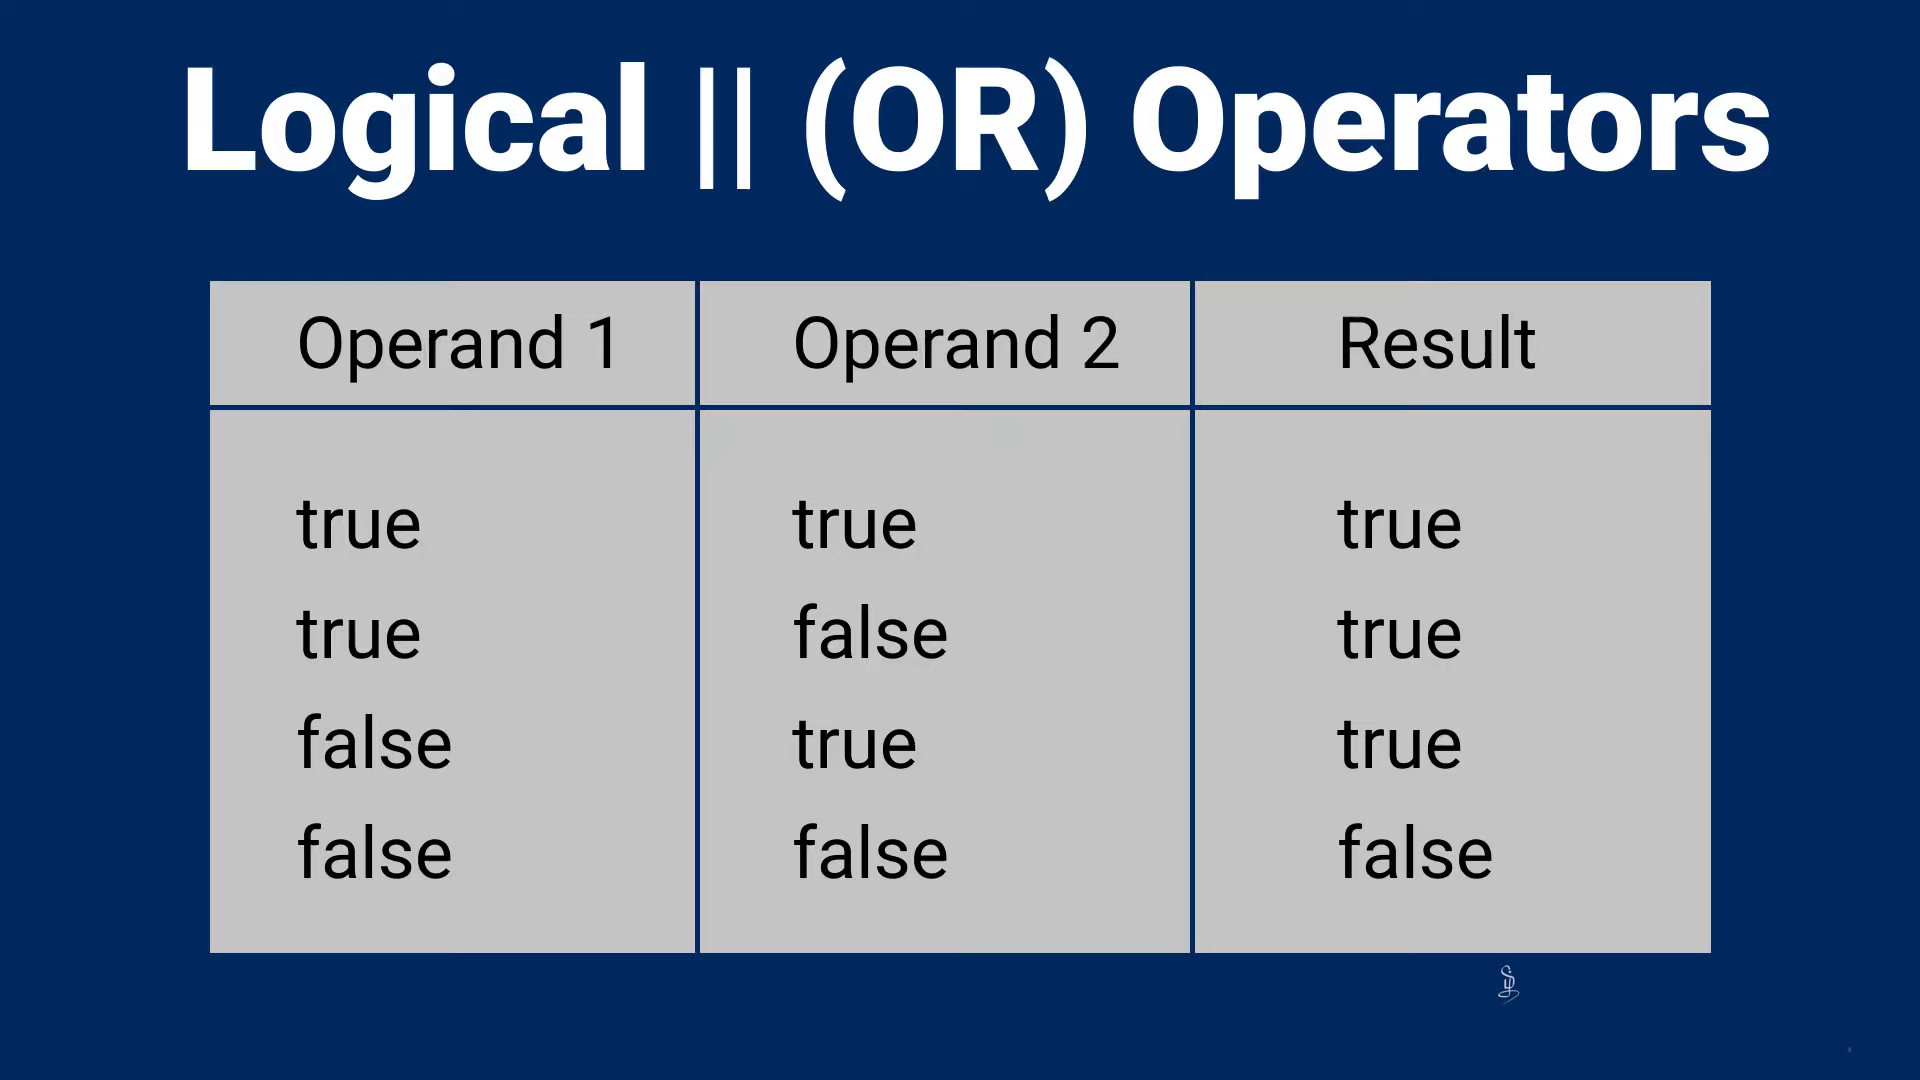 Logical || (OR) Operators
Operand 1 Operand 2 Result
true true true
true false true
false true true
false false false